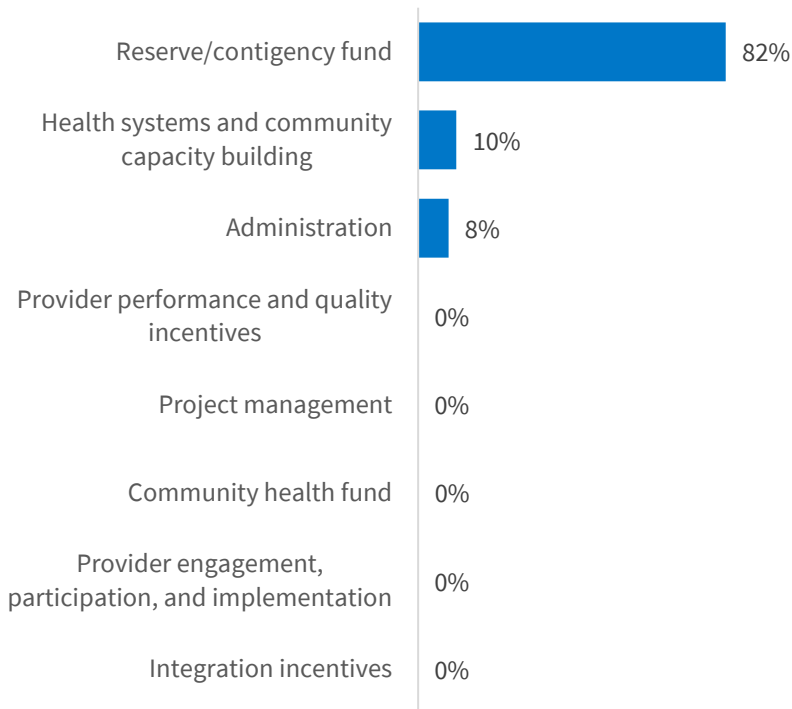 Reserve/contigency fund 82%
Health systems and community
capacity building 10%
Administration 8%
Provider performance and quality
incentives 0%
Project management 0%
Community health fund 0%
Provider engagement,
participation, and implementation 0%
Integration incentives 0%